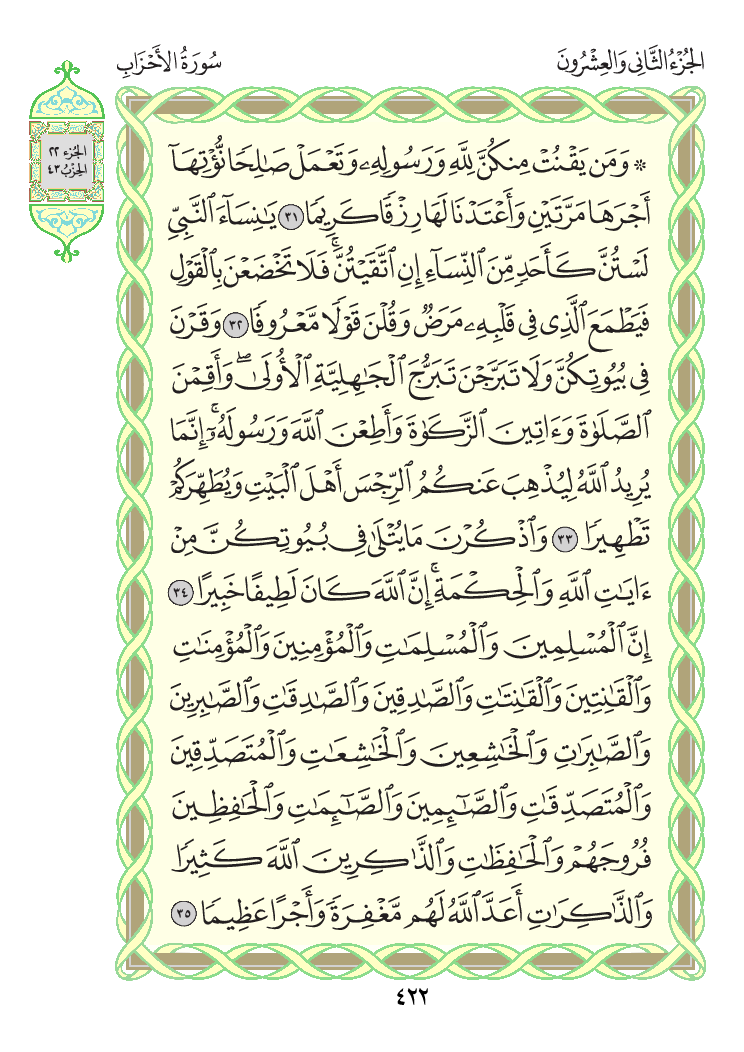 الجُزْءُ الثَّانِي وَالعِشْرُونَ
سُورَةُ الأَحْزَابِ
الجزء ٢٢
الحِزْب ٤٣
۞ وَمَن يَقْنُتْ مِنكُنَّ لِلَّهِ وَرَسُولِهِۦ وَتَعْمَلْ صَٰلِحًا نُّؤْتِهَآ
أَجْرَهَا مَرَّتَيْنِ وَأَعْتَدْنَا لَهَا رِزْقًا كَرِيمًا ٣١ يَٰنِسَآءَ ٱلنَّبِيِّ
لَسْتُنَّ كَأَحَدٍ مِّنَ ٱلنِّسَآءِ إِنِ ٱتَّقَيْتُنَّۚ فَلَا تَخْضَعْنَ بِٱلْقَوْلِ
فَيَطْمَعَ ٱلَّذِى فِى قَلْبِهِۦ مَرَضٌ وَقُلْنَ قَوْلًا مَّعْرُوفًا ٣٢ وَقَرْنَ
فِى بُيُوتِكُنَّ وَلَا تَبَرَّجْنَ تَبَرُّجَ ٱلْجَٰهِلِيَّةِ ٱلْأُولَىٰۖ وَأَقِمْنَ
ٱلصَّلَوٰةَ وَءَاتِينَ ٱلزَّكَوٰةَ وَأَطِعْنَ ٱللَّهَ وَرَسُولَهُۥٓۚ إِنَّمَا
يُرِيدُ ٱللَّهُ لِيُذْهِبَ عَنكُمُ ٱلرِّجْسَ أَهْلَ ٱلْبَيْتِ وَيُطَهِّرَكُمْ
تَطْهِيرًا ٣٣ وَٱذْكُرْنَ مَا يُتْلَىٰ فِى بُيُوتِكُنَّ مِنْ
ءَايَٰتِ ٱللَّهِ وَٱلْحِكْمَةِۚ إِنَّ ٱللَّهَ كَانَ لَطِيفًا خَبِيرًا ٣٤
إِنَّ ٱلْمُسْلِمِينَ وَٱلْمُسْلِمَٰتِ وَٱلْمُؤْمِنِينَ وَٱلْمُؤْمِنَٰتِ
وَٱلْقَٰنِتِينَ وَٱلْقَٰنِتَٰتِ وَٱلصَّٰدِقِينَ وَٱلصَّٰدِقَٰتِ وَٱلصَّٰبِرِينَ
وَٱلصَّٰبِرَٰتِ وَٱلْخَٰشِعِينَ وَٱلْخَٰشِعَٰتِ وَٱلْمُتَصَدِّقِينَ
وَٱلْمُتَصَدِّقَٰتِ وَٱلصَّٰٓئِمِينَ وَٱلصَّٰٓئِمَٰتِ وَٱلْحَٰفِظِينَ
فُرُوجَهُمْ وَٱلْحَٰفِظَٰتِ وَٱلذَّٰكِرِينَ ٱللَّهَ كَثِيرًا
وَٱلذَّٰكِرَٰتِ أَعَدَّ ٱللَّهُ لَهُم مَّغْفِرَةً وَأَجْرًا عَظِيمًا ٣٥
٤٢٢